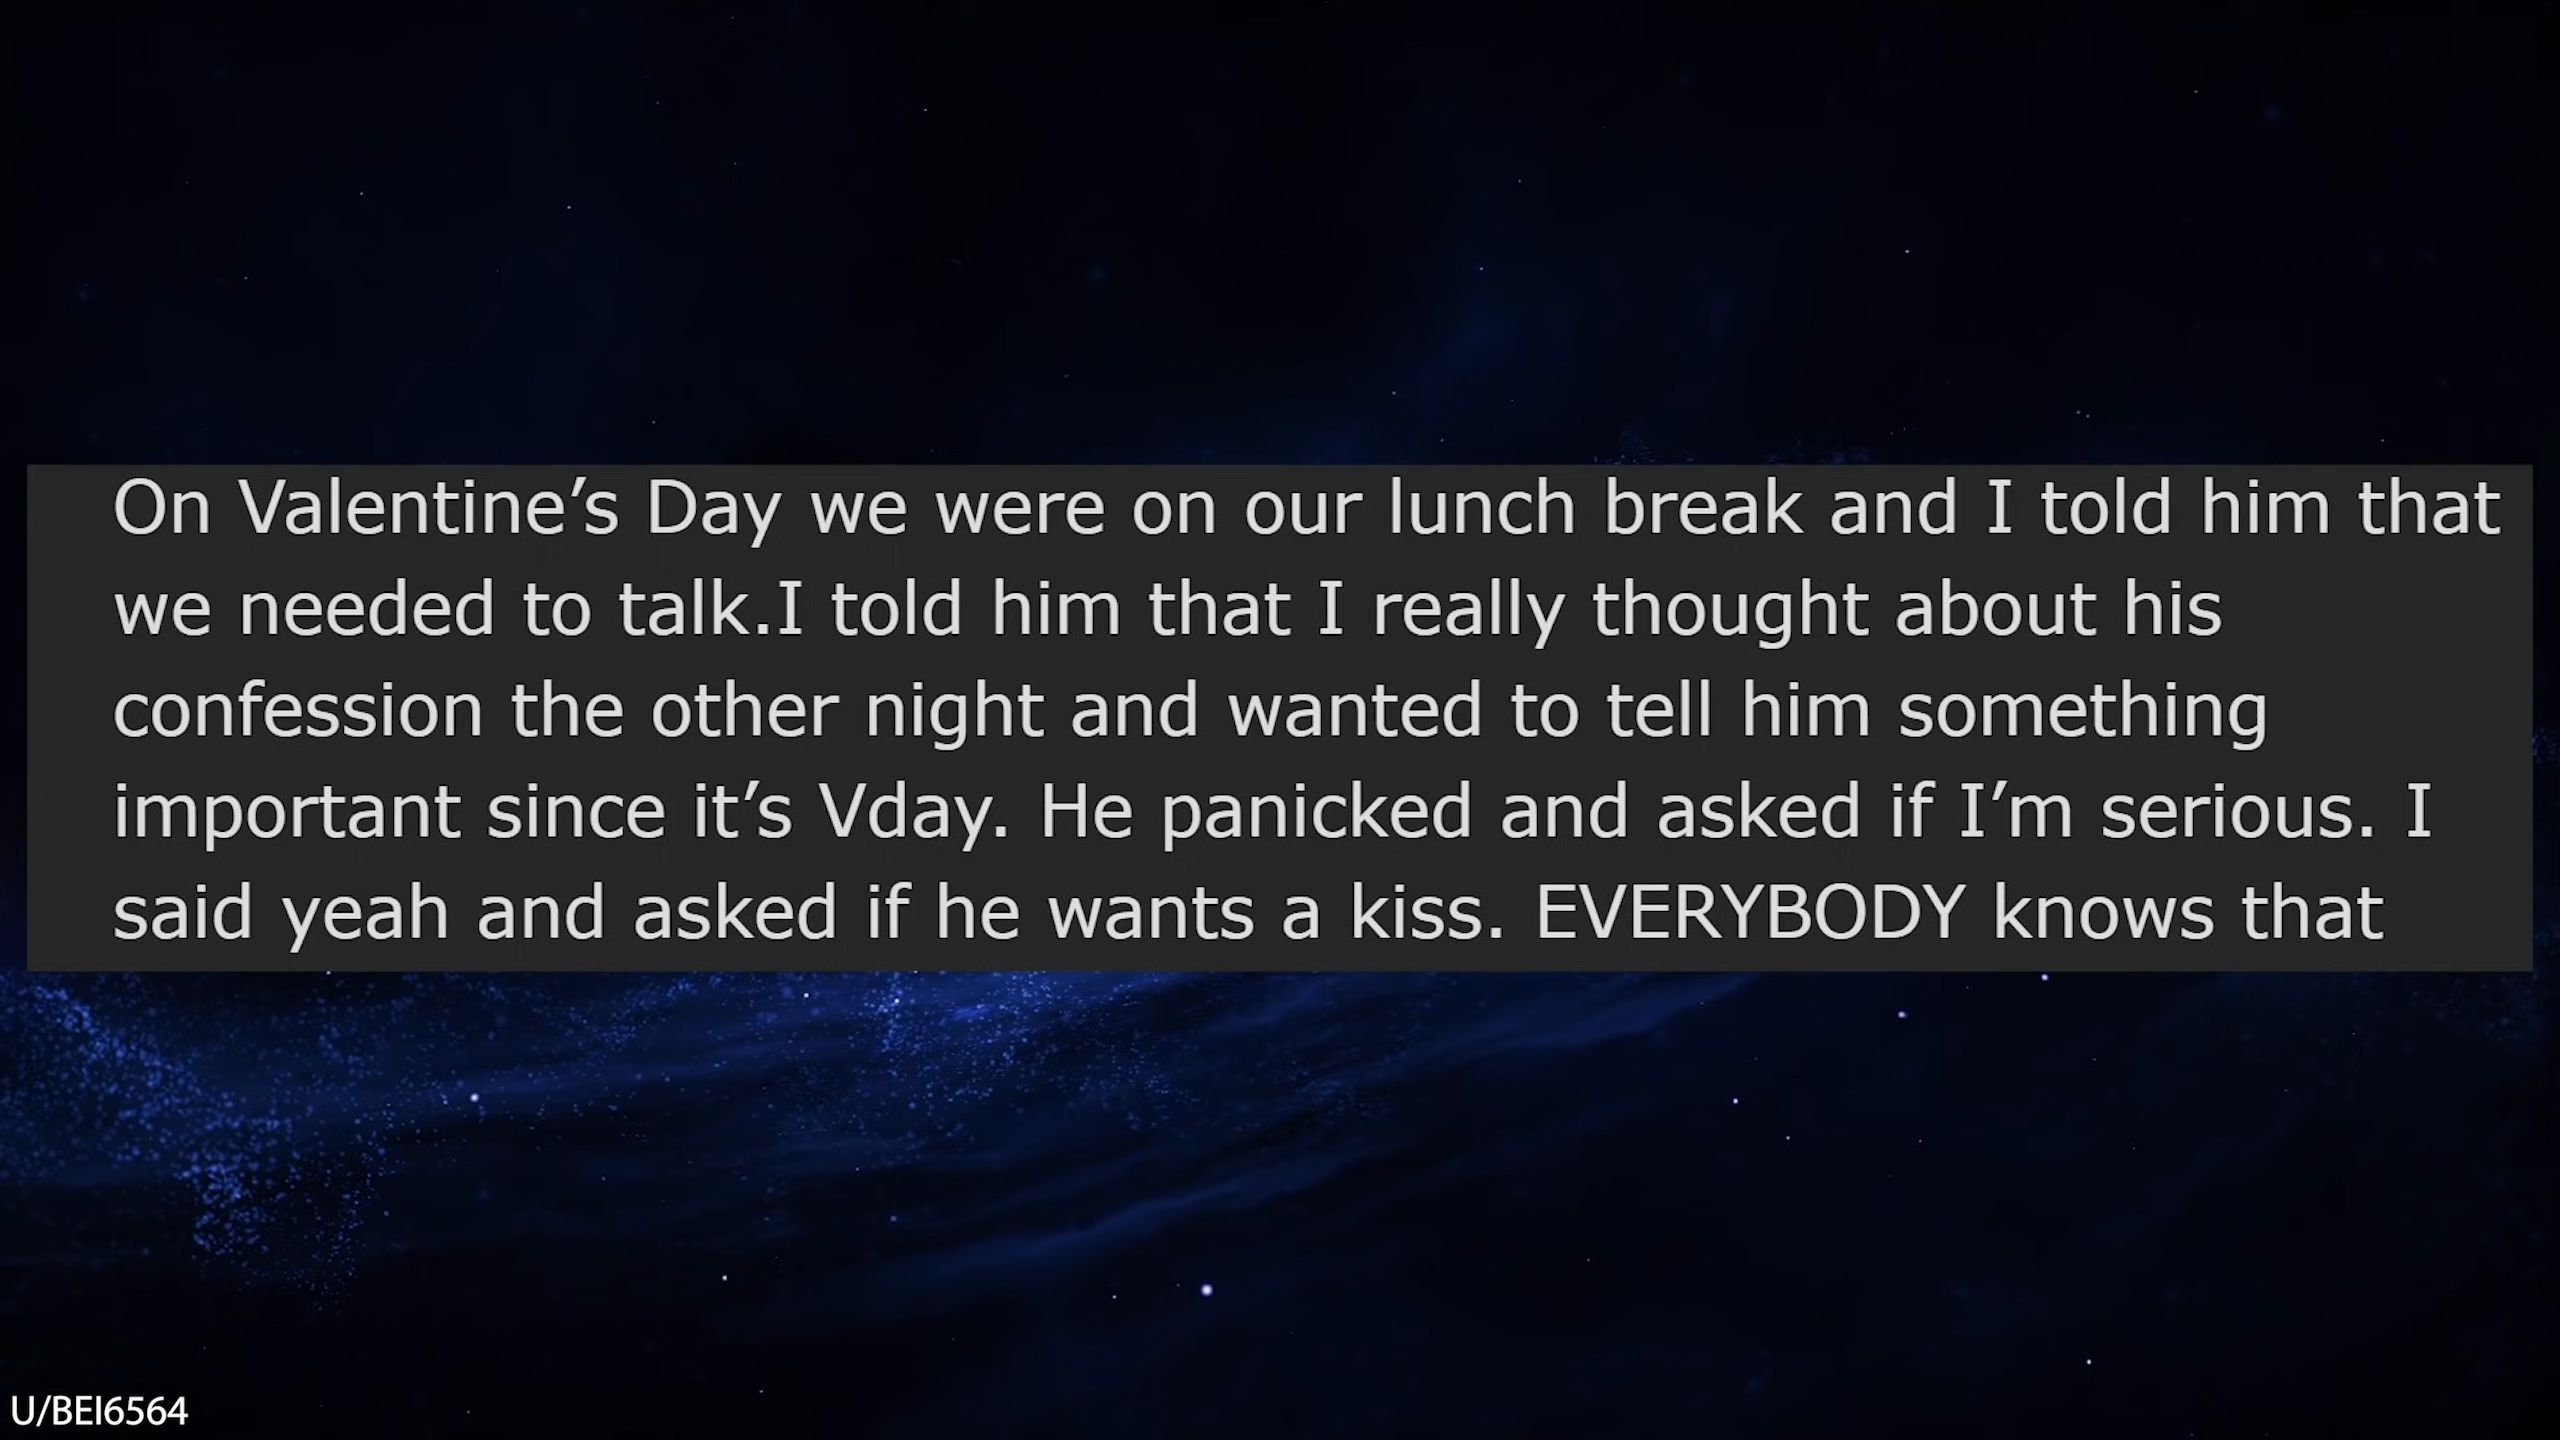 On Valentine’s Day we were on our lunch break and I told him that
we needed to talk.I told him that I really thought about his
confession the other night and wanted to tell him something
important since it’s Vday. He panicked and asked if I’m serious. I
said yeah and asked if he wants a kiss. EVERYBODY knows that
U/BEI6564